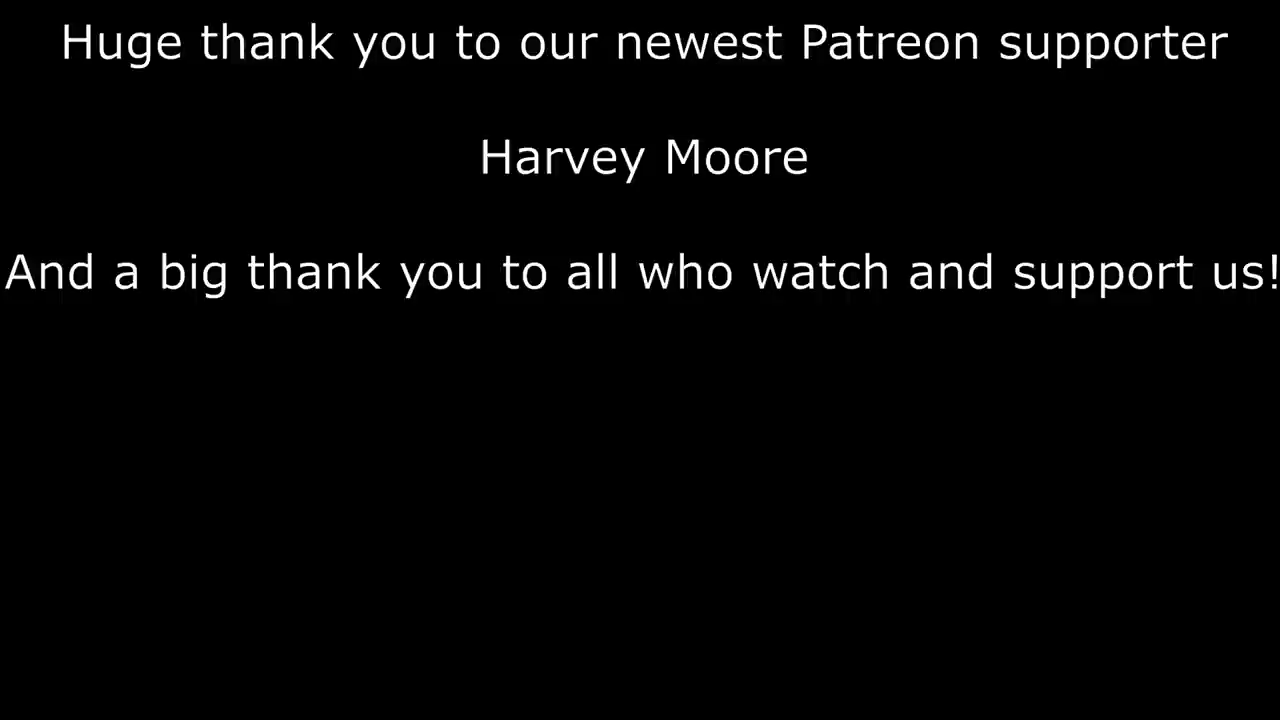 Huge thank you to our newest Patreon supporter
Harvey Moore
And a big thank you to all who watch and support us!